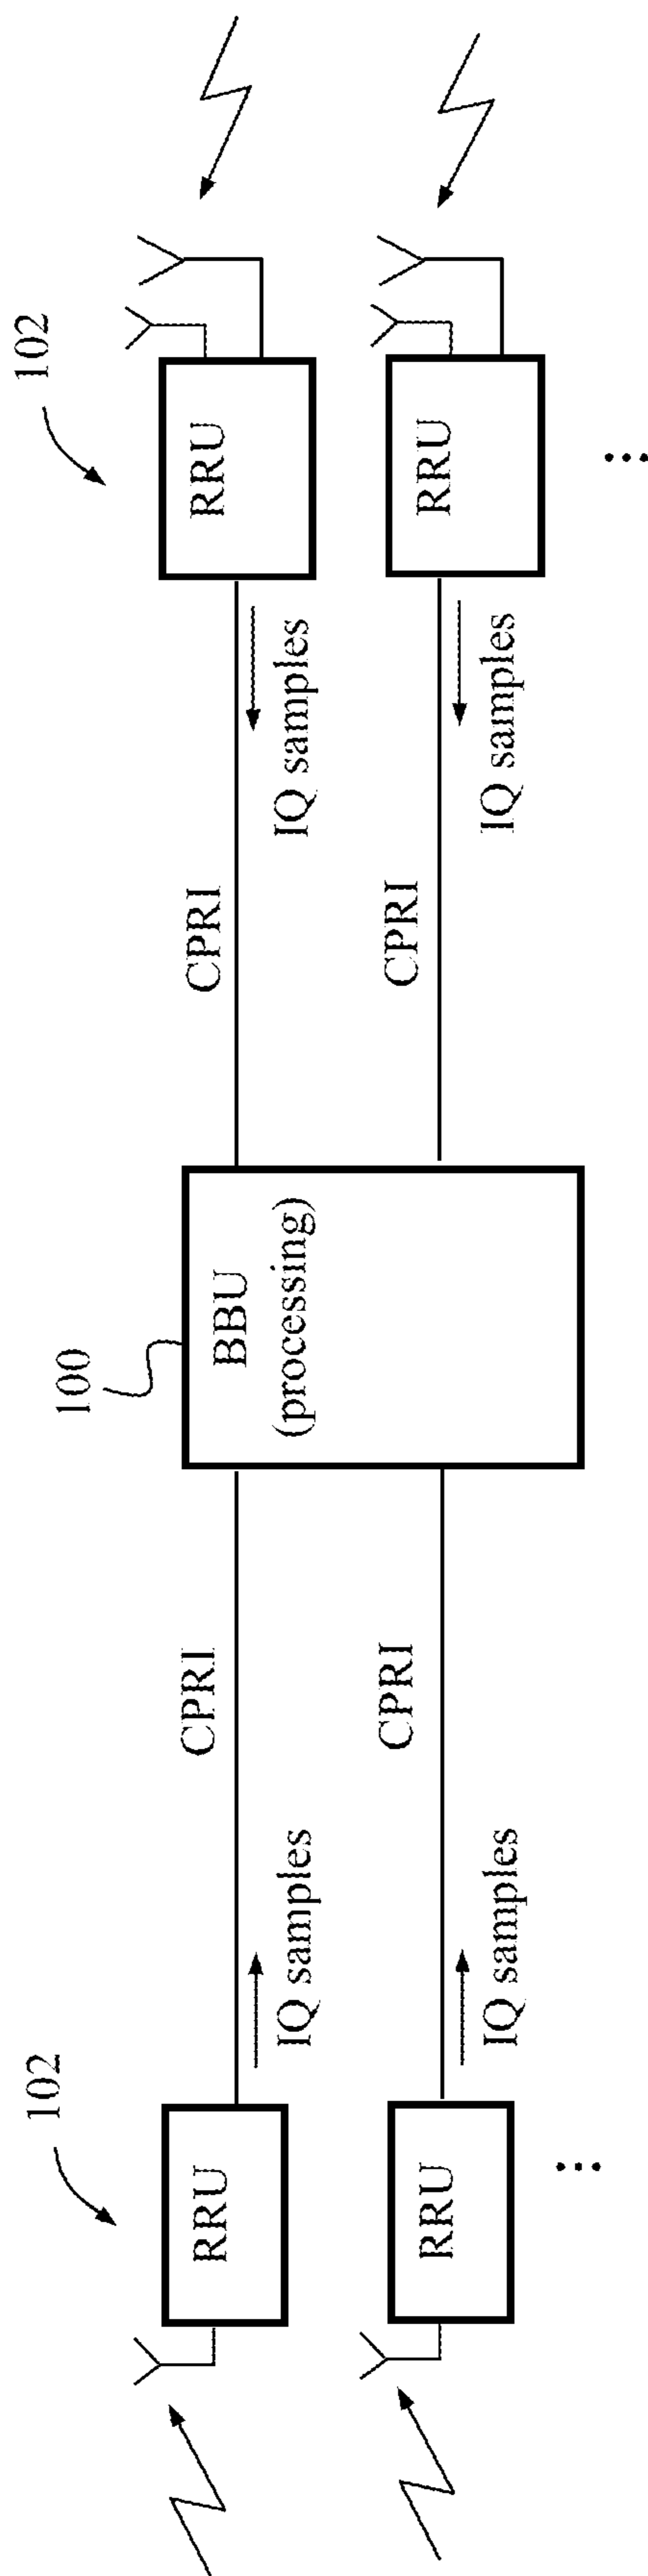 102
102
100
RRU
CPRI
BBU
(processing)
CPRI
RRU
IQ samples
IQ samples
RRU
CPRI
CPRI
RRU
IQ samples
IQ samples